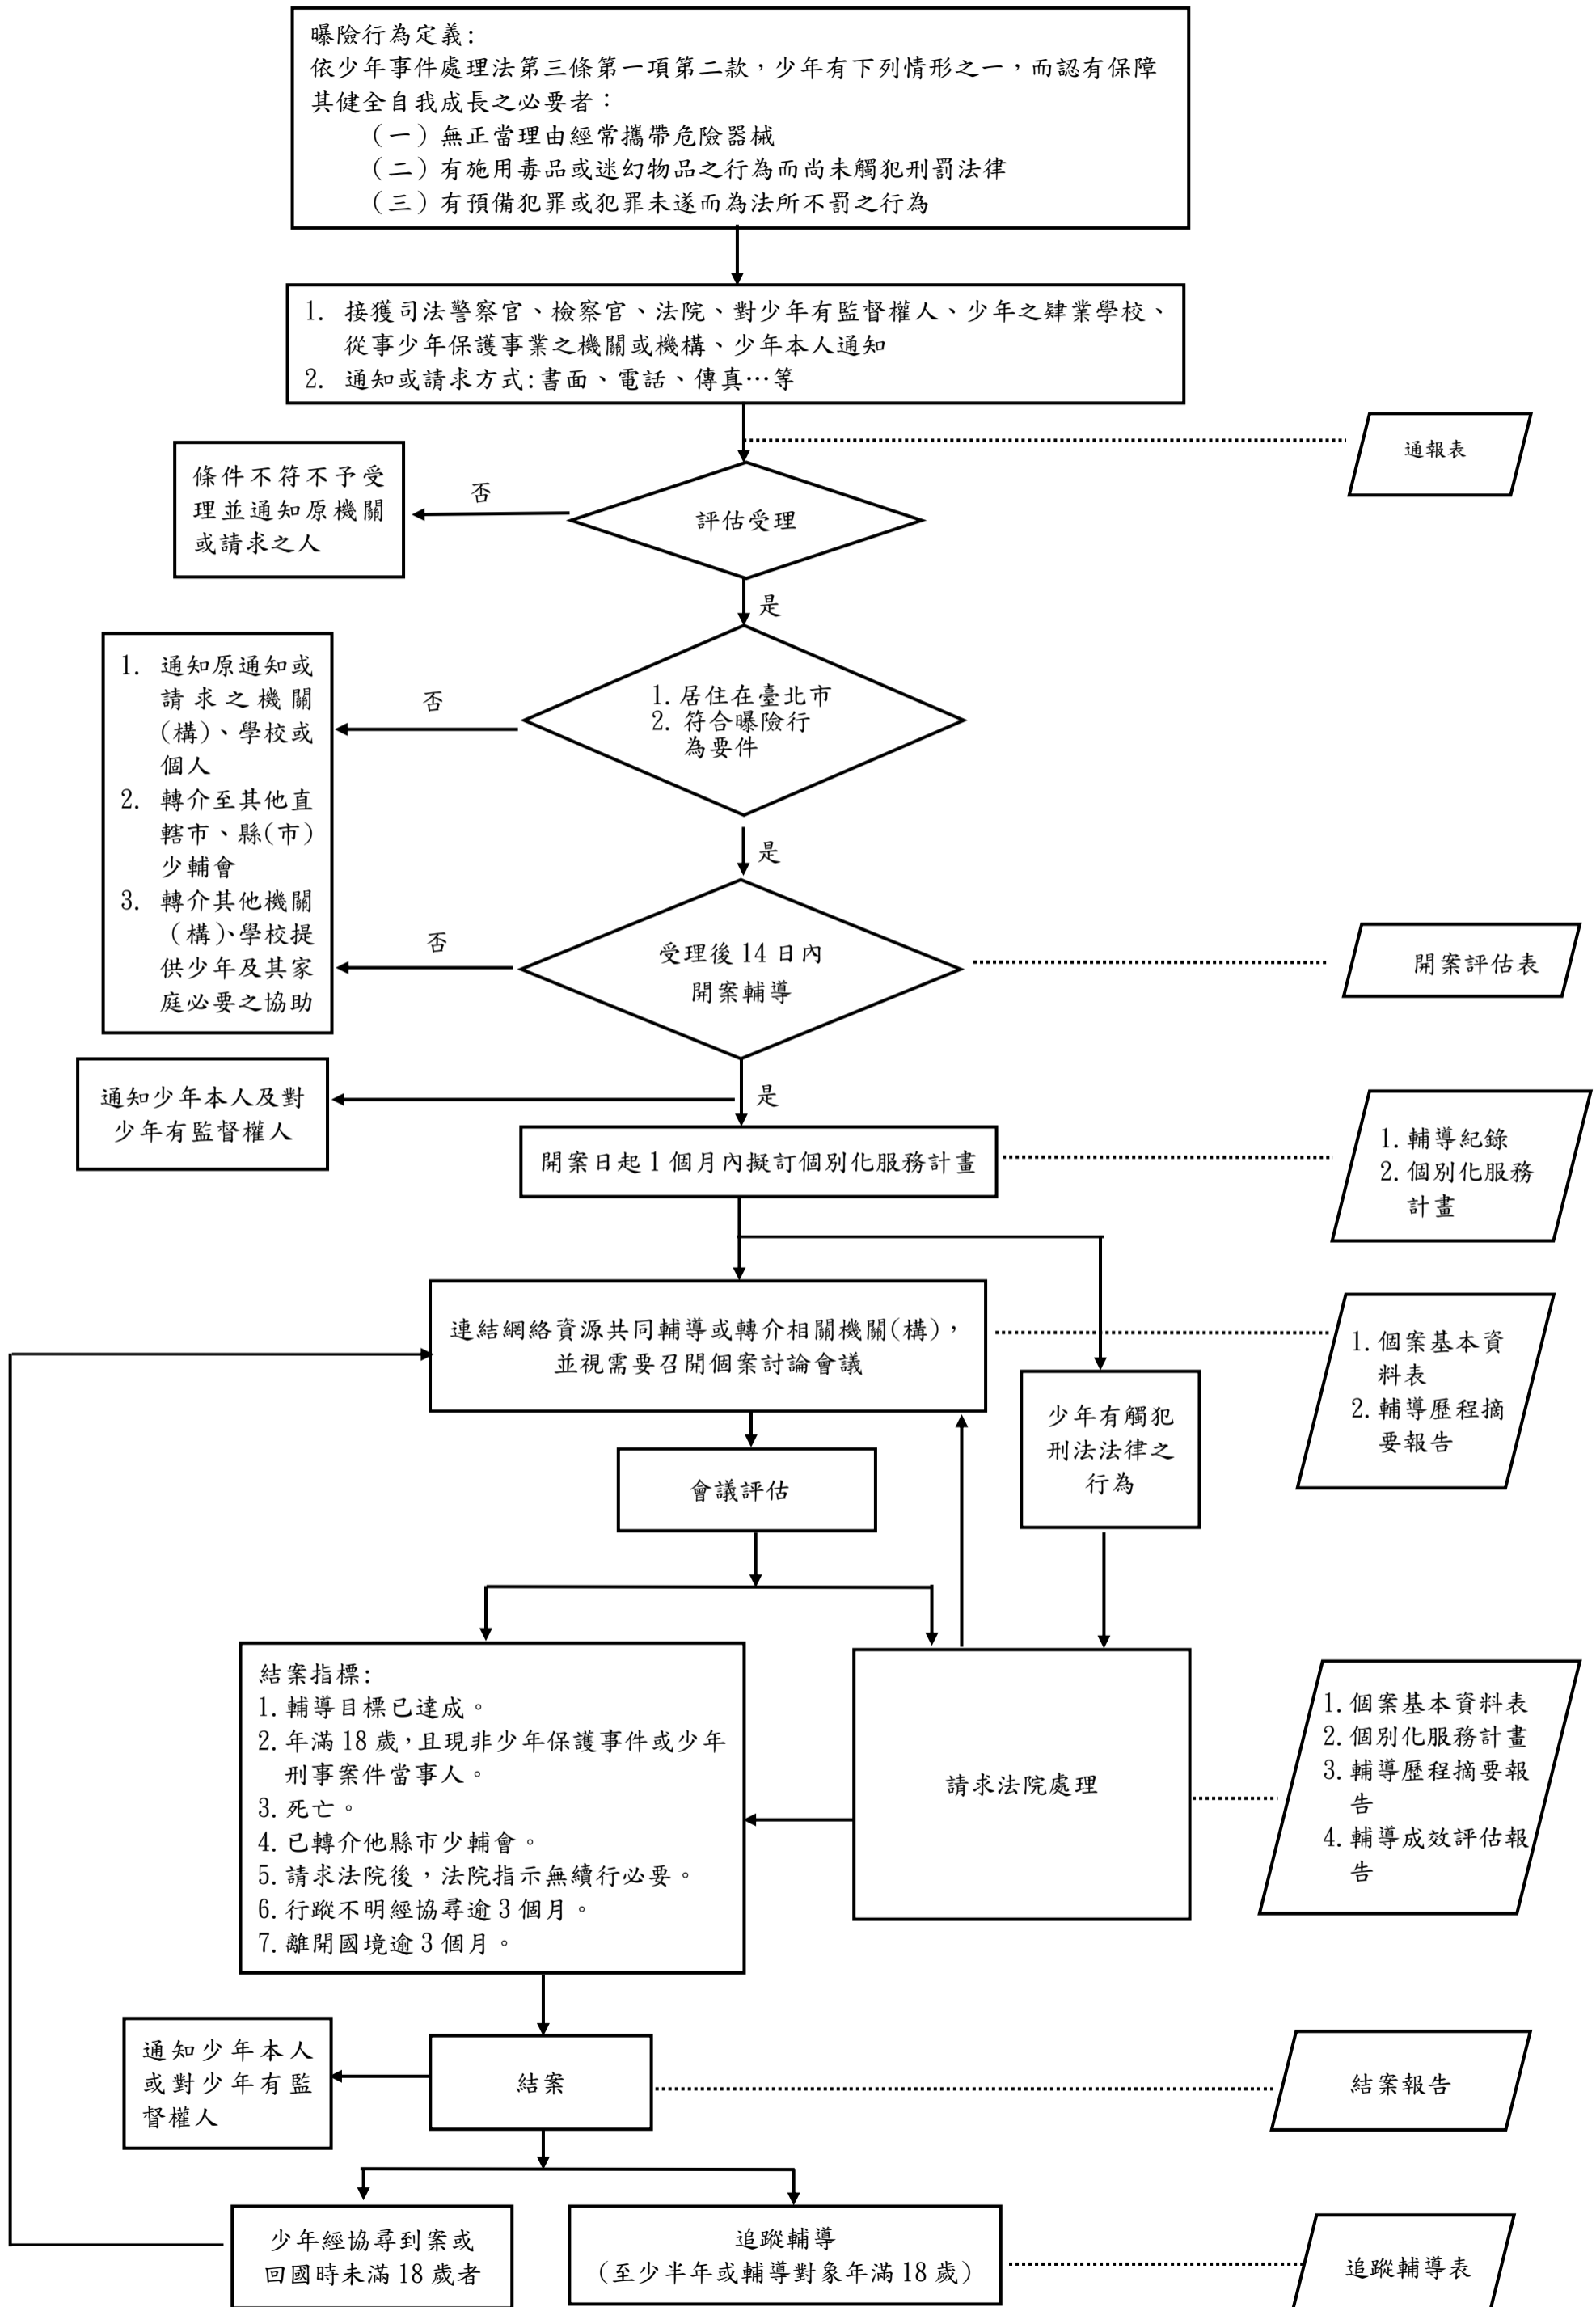 曝險行為定義:
依少年事件處理法第三條第一項第二款，少年有下列情形之一，而認有保障
其健全自我成長之必要者：
（一）無正當理由經常攜帶危險器械
（二）有施用毒品或迷幻物品之行為而尚未觸犯刑罰法律
（三）有預備犯罪或犯罪未遂而為法所不罰之行為
1. 接獲司法警察官、檢察官、法院、對少年有監督權人、少年之肄業學校、
從事少年保護事業之機關或機構、少年本人通知
2. 通知或請求方式:書面、電話、傳真…等
通報表
條件不符不予受
理並通知原機關
或請求之人
否
評估受理
是
1. 通知原通知或
請求之機關
(構)、學校或
個人
2. 轉介至其他直
轄市、縣(市)
少輔會
3. 轉介其他機關
（構)、學校提
供少年及其家
庭必要之協助
否
1. 居住在臺北市
2. 符合曝險行
為要件
是
否
受理後 14 日內
開案輔導
開案評估表
通知少年本人及對
少年有監督權人
是
開案日起 1 個月內擬訂個別化服務計畫
1. 輔導紀錄
2. 個別化服務
計畫
連結網絡資源共同輔導或轉介相關機關(構)，
並視需要召開個案討論會議
1. 個案基本資
料表
2. 輔導歷程摘
要報告
少年有觸犯
刑法法律之
行為
會議評估
結案指標:
1. 輔導目標已達成。
2. 年滿 18 歲，且現非少年保護事件或少年
刑事案件當事人。
3. 死亡。
4. 已轉介他縣市少輔會。
5. 請求法院後，法院指示無續行必要。
6. 行蹤不明經協尋逾 3 個月。
7. 離開國境逾 3 個月。
請求法院處理
1. 個案基本資料表
2. 個別化服務計畫
3. 輔導歷程摘要報
告
4. 輔導成效評估報
告
通知少年本人
或對少年有監
督權人
結案
結案報告
少年經協尋到案或
回國時未滿 18 歲者
追蹤輔導
（至少半年或輔導對象年滿 18 歲）
追蹤輔導表